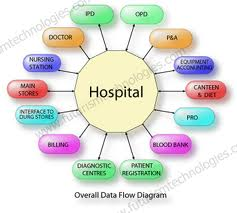 IPD
OPD
DOCTOR
P&A
NURSING
STATION
EQUIPMENT
ACCOUNTING
MAIN
STORES
Hospital
CANTEEN
& DIET
INTERFACE TO
DURG STORES
PRO
BILLING
BLOOD BANK
DIAGNOSTIC
CENTRES
PATIENT
REGISTRATION
Overall Data Flow Diagram